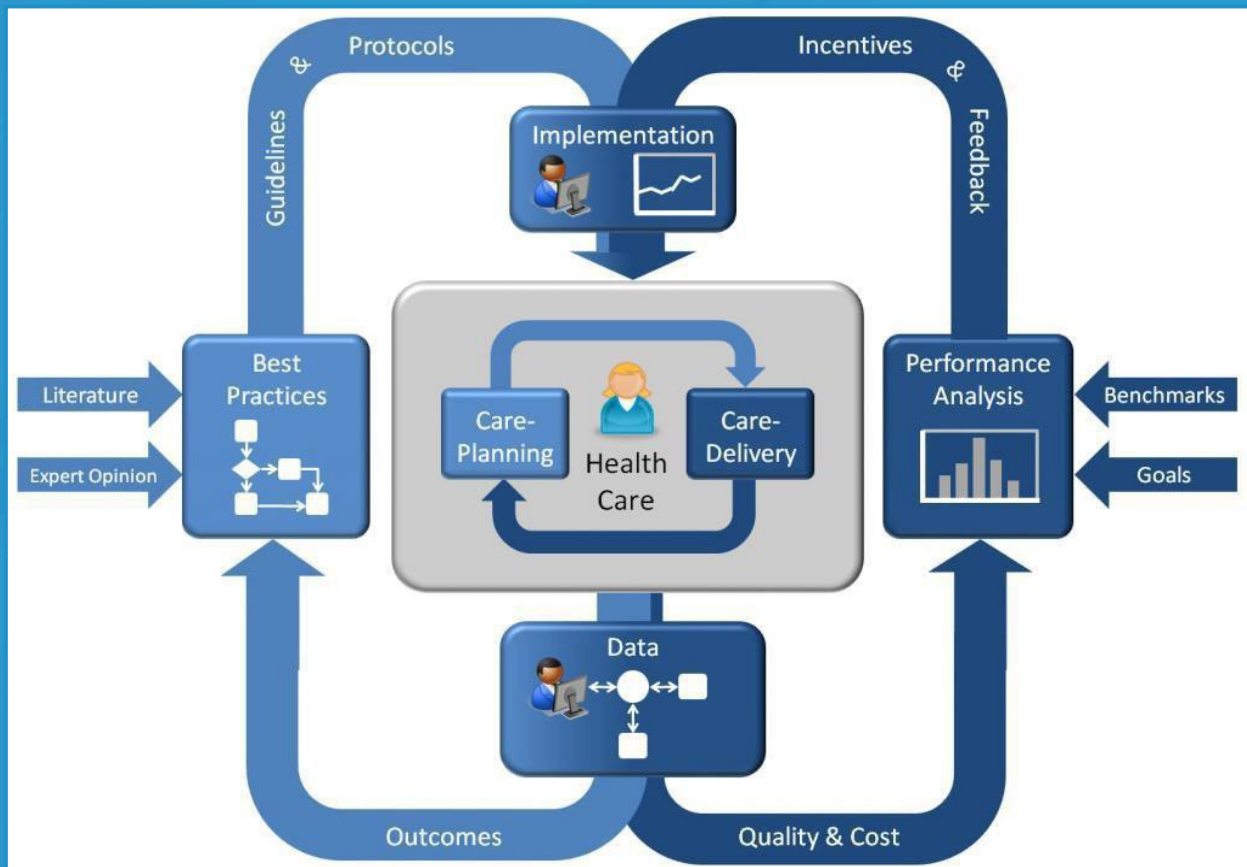 Protocols
&
Guidelines
Incentives
&
Feedback
Implementation
Best
Practices
Literature
Expert Opinion
Care-
Planning
Health
Care
Care-
Delivery
Performance
Analysis
Benchmarks
Goals
Data
Outcomes
Quality & Cost